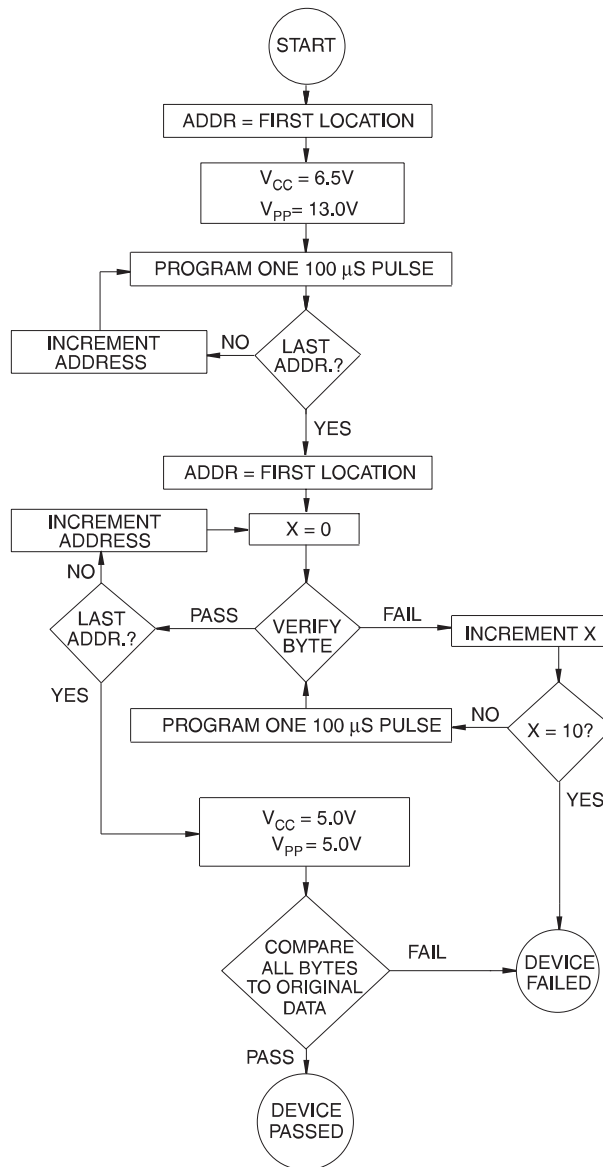 START
ADDR = FIRST LOCATION
VCC = 6.5V
VPP= 13.0V
PROGRAM ONE 100 μS PULSE
INCREMENT
ADDRESS
NO
LAST
ADDR.?
YES
ADDR = FIRST LOCATION
INCREMENT
ADDRESS
X = 0
NO
LAST
ADDR.?
PASS
VERIFY
BYTE
FAIL
INCREMENT X
YES
PROGRAM ONE 100 μS PULSE
NO
X = 10?
YES
VCC = 5.0V
VPP = 5.0V
COMPARE
ALL BYTES
TO ORIGINAL
DATA
FAIL
DEVICE
FAILED
PASS
DEVICE
PASSED